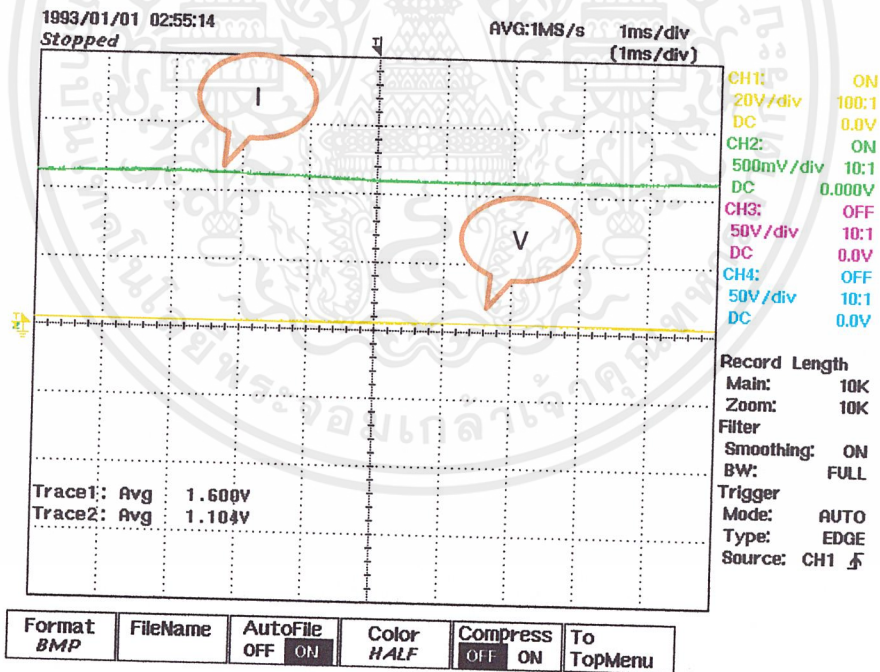 1993/01/01 02:55:14
Stopped
AVG:1MS/s 1ms/div
(1ms/div)
I
V
CH1: ON
20V/div 100:1
DC 0.0V
CH2: ON
500mV/div 10:1
DC 0.000V
CH3: OFF
50V/div 10:1
DC 0.0V
CH4: OFF
50V/div 10:1
DC 0.0V
Record Length
Main: 10K
Zoom: 10K
Filter
Smoothing: ON
BW: FULL
Trigger
Mode: AUTO
Type: EDGE
Source: CH1
Trace1: Avg 1.600V
Trace2: Avg 1.104V
Format FileName AutoFile Color Compress To
BMP OFF ON HALF OFF ON TopMenu